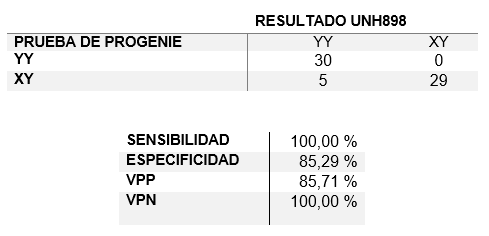 RESULTADO UNH898
PRUEBA DE PROGENIE YY XY
YY 30 0
XY 5 29
SENSIBILIDAD 100,00 %
ESPECIFICIDAD 85,29 %
VPP 85,71 %
VPN 100,00 %